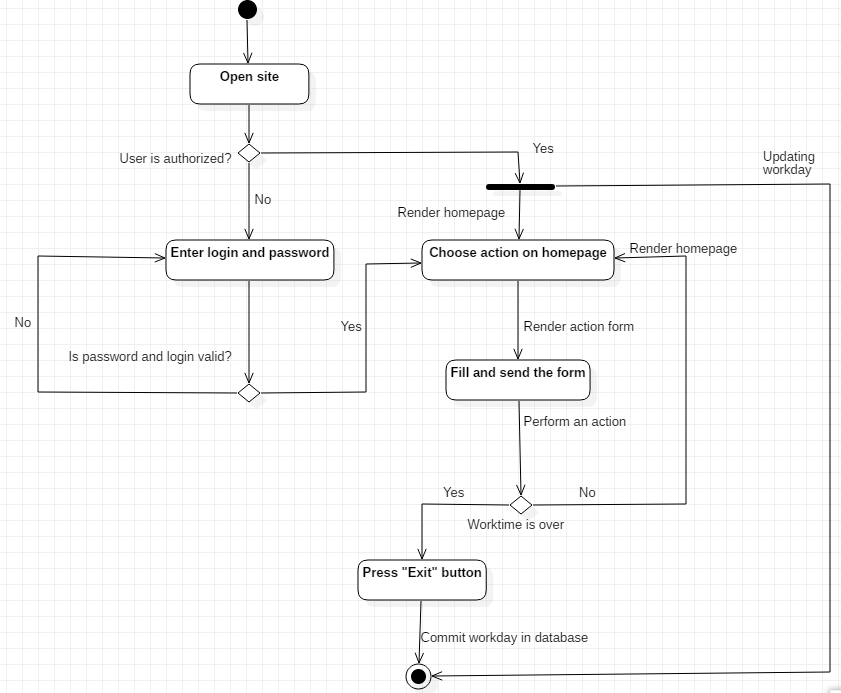 Open site
User is authorized?
Yes
Updating
workday
No
Render homepage
Enter login and password
Choose action on homepage
Render homepage
No
Yes
Render action form
Is password and login valid?
Fill and send the form
Perform an action
Yes
No
Worktime is over
Press "Exit" button
Commit workday in database